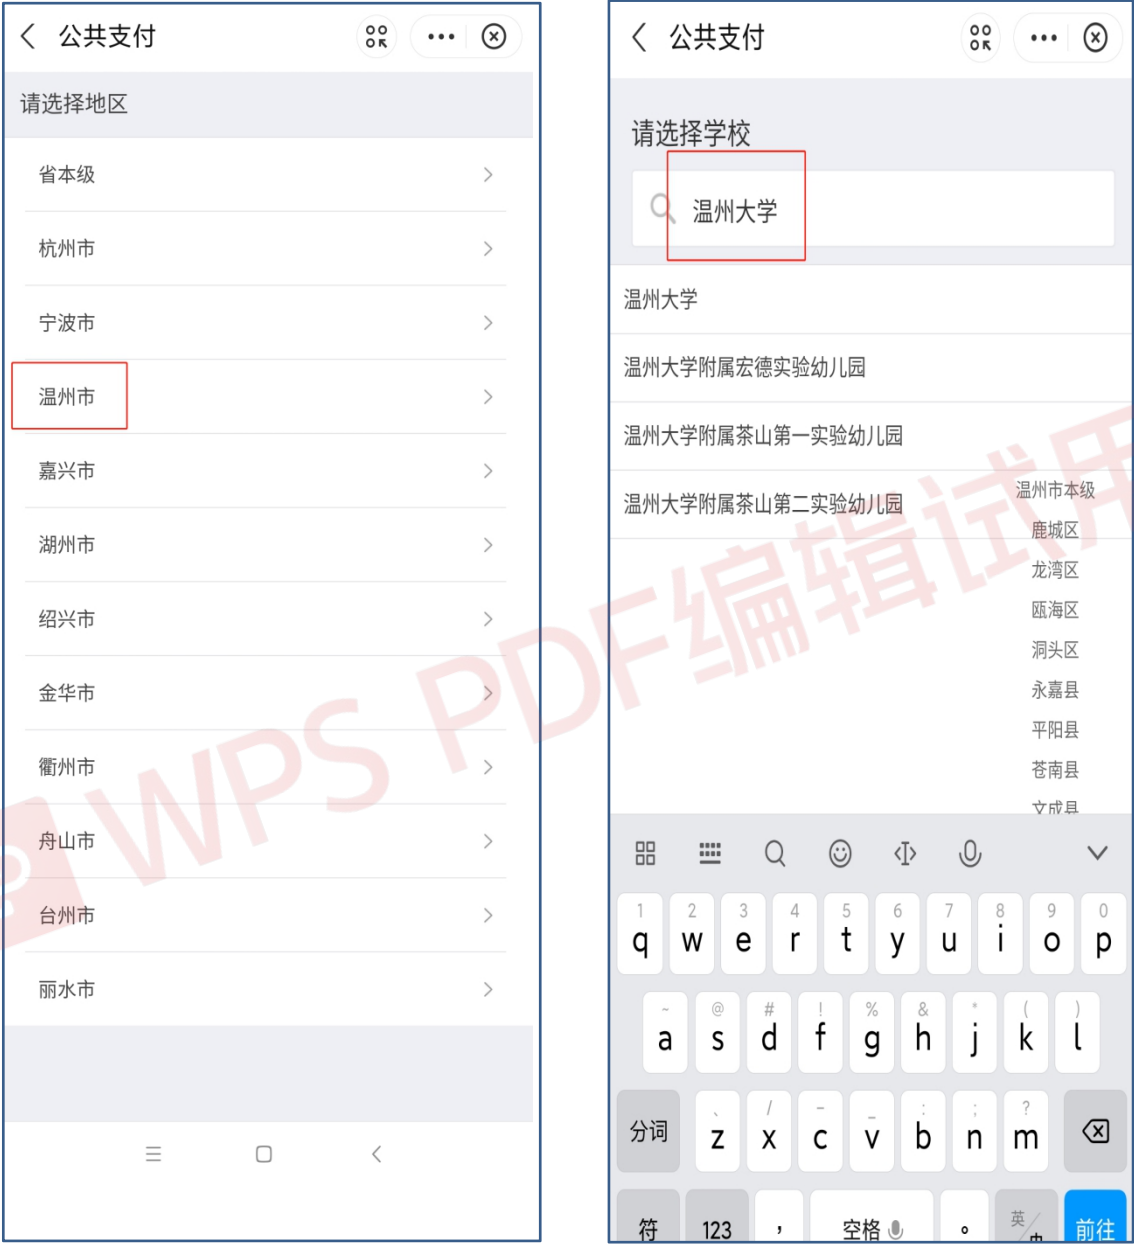 公共支付
请选择地区
省本级
杭州市
宁波市
温州市
嘉兴市
湖州市
绍兴市
金华市
衢州市
舟山市
台州市
丽水市
公共支付
请选择学校
温州大学
温州大学
温州大学附属宏德实验幼儿园
温州大学附属茶山第一实验幼儿园
温州大学附属茶山第二实验幼儿园
温州市本级
鹿城区
龙湾区
瓯海区
洞头区
永嘉县
平阳县
苍南县
文成县
1 2 3 4 5 6 7 8 9 0
q w e r t y u i o p
~ @ # ! % & * ( )
a s d f g h j k l
、 / – _ : ; ?
分词 z x c v b n m
符 123 , 空格 。 英/中 前往
WPS PDF编辑试用